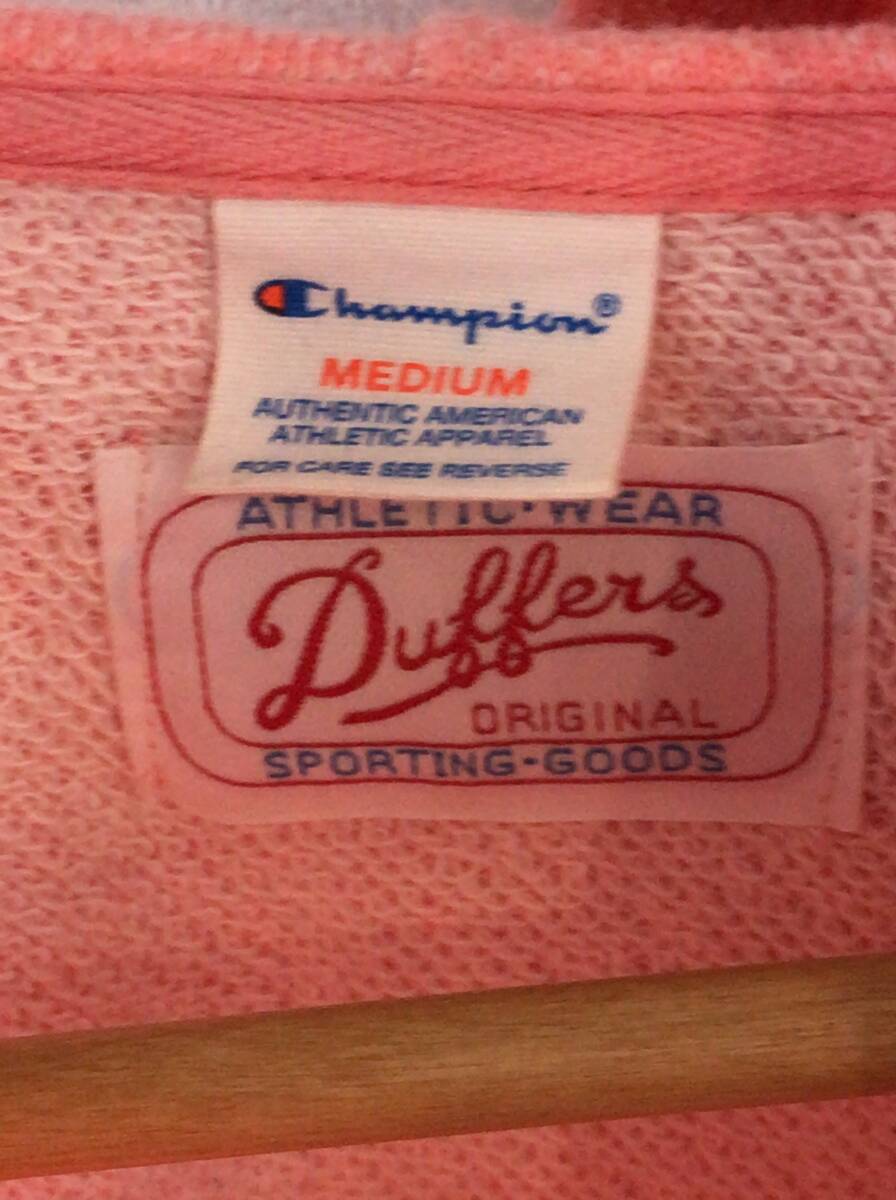 Champion®
MEDIUM
AUTHENTIC AMERICAN
ATHLETIC APPAREL
FOR CARE SEE REVERSE
ATHLETIC·WEAR
Duffers
ORIGINAL
SPORTING-GOODS